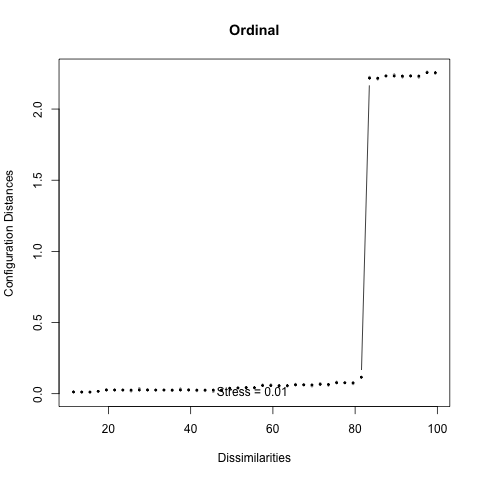 Ordinal
Configuration Distances
2.0
1.5
1.0
0.5
0.0
Stress = 0.01
20 40 60 80 100
Dissimilarities